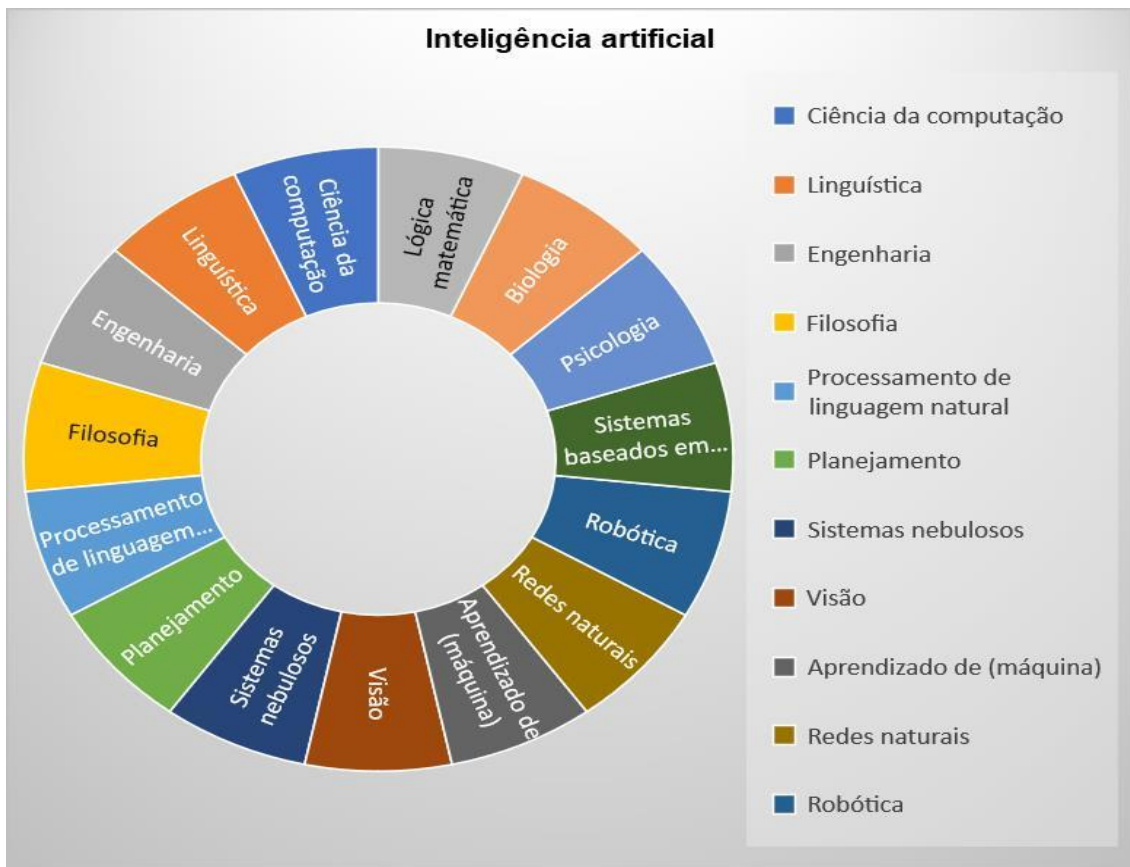 Inteligência artificial
Ciência da
computação
Lógica
matemática
Biologia
Psicologia
Sistemas
baseados em...
Robótica
Redes naturais
Aprendizado de
(máquina)
Visão
Sistemas
nebulosos
Planejamento
Processamento
de linguagem...
Filosofia
Engenharia
Linguística
Ciência da computação
Linguística
Engenharia
Filosofia
Processamento de
linguagem natural
Planejamento
Sistemas nebulosos
Visão
Aprendizado de (máquina)
Redes naturais
Robótica